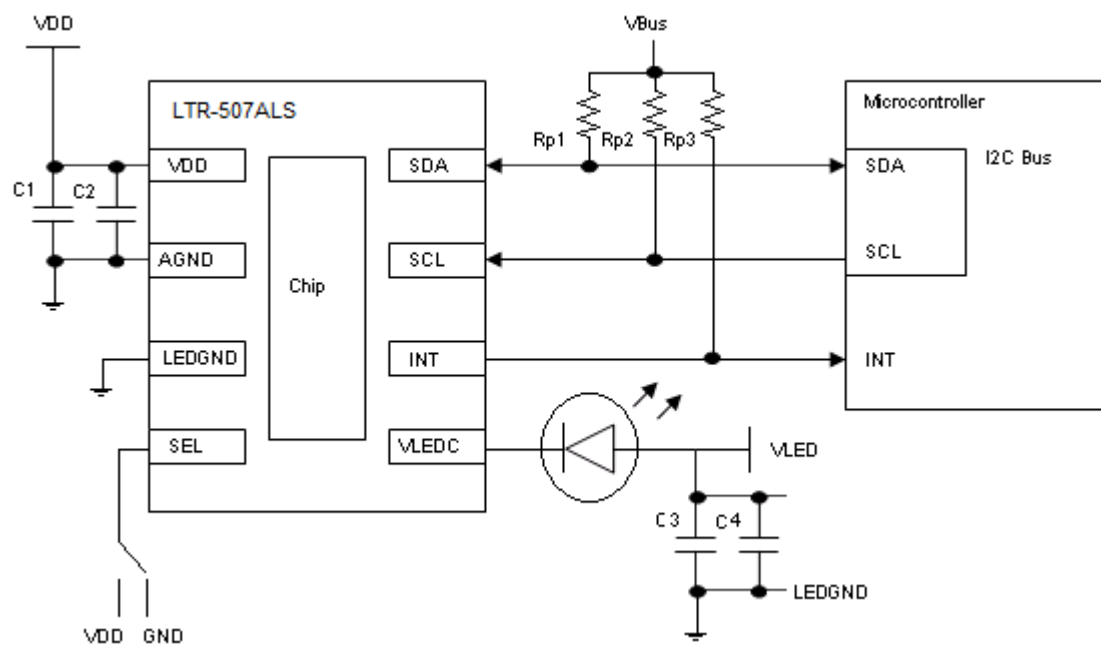 VDD
VBus
LTR-507ALS
Microcontroller
Rp1
Rp2
Rp3
VDD
SDA
SDA
I2C Bus
C1
C2
AGND
SCL
SCL
Chip
LEDGND
INT
INT
SEL
VLEDC
VLED
C3
C4
LEDGND
VDD
GND